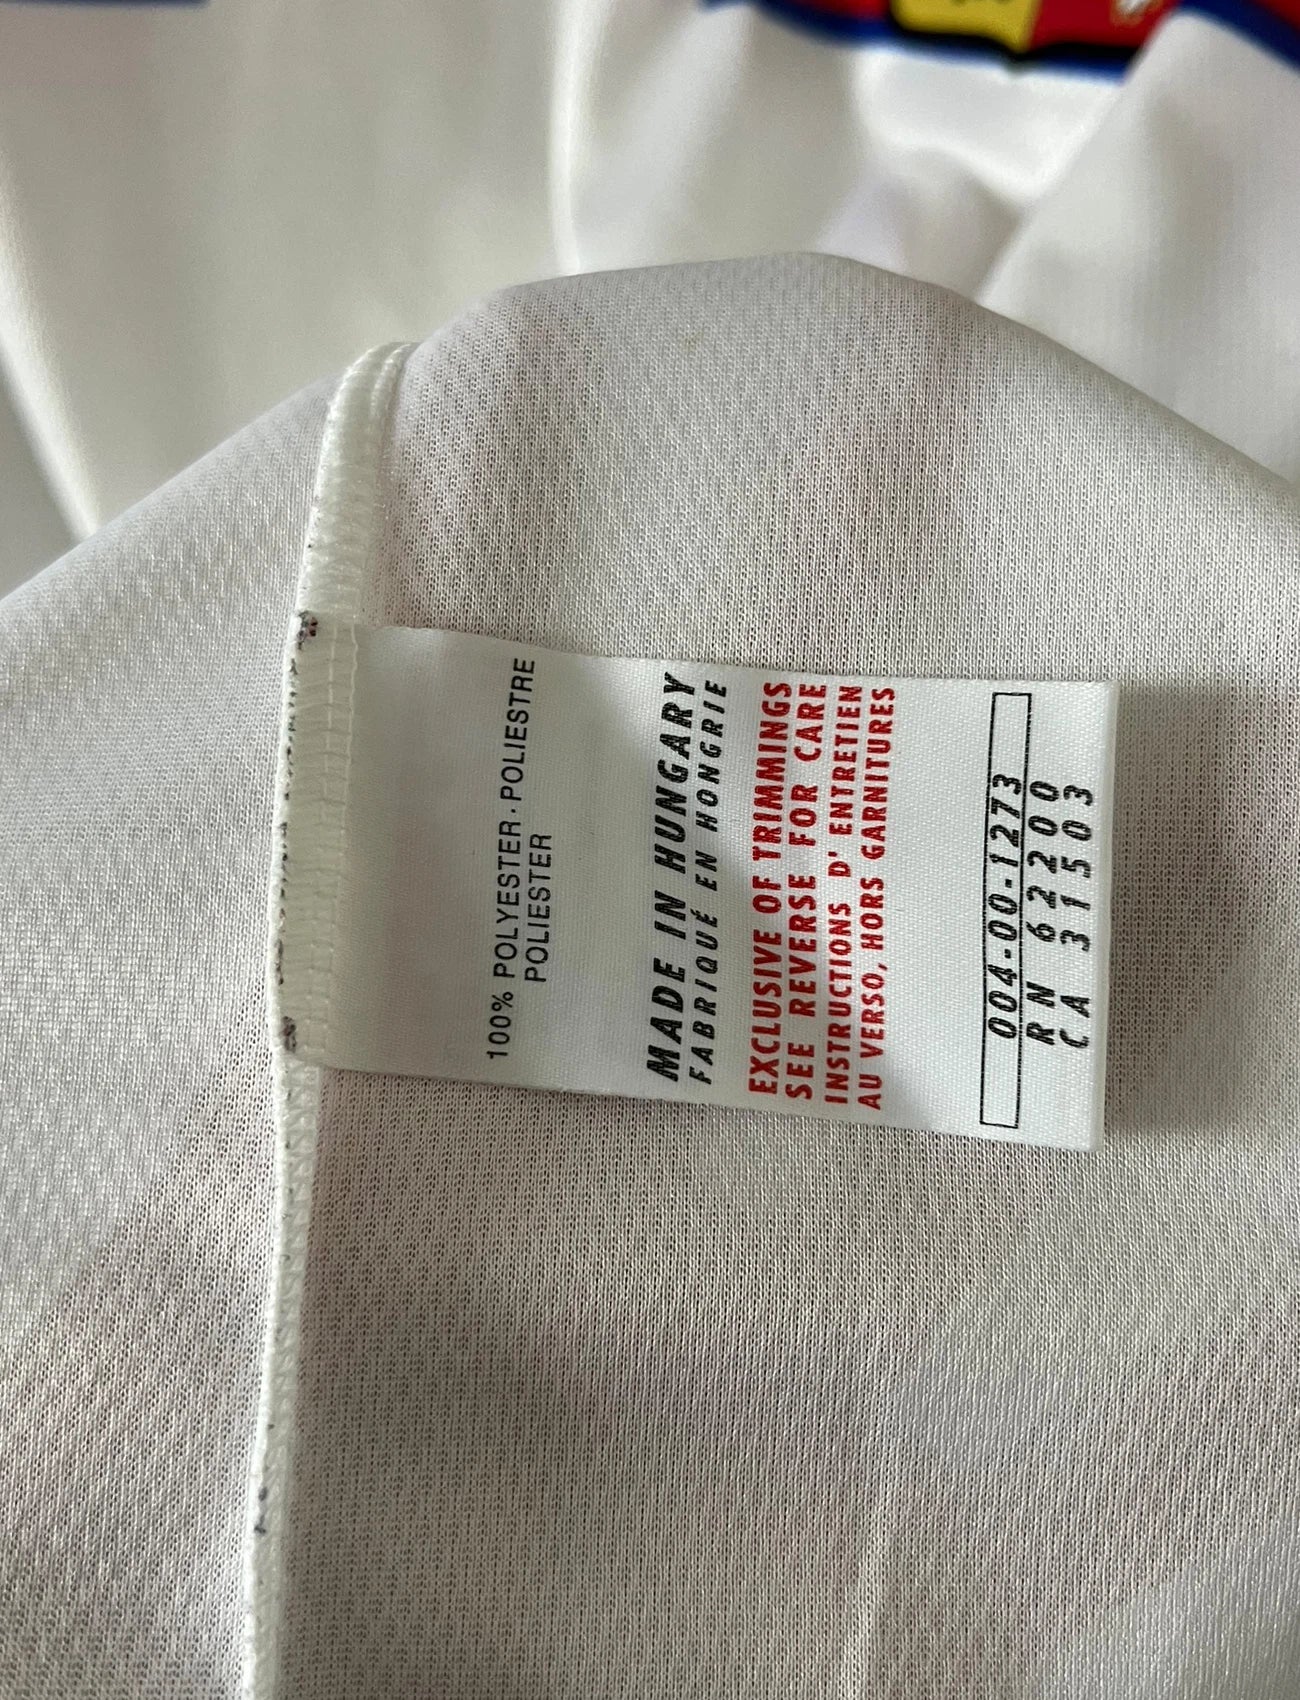 100% POLYESTER · POLIESTRE
POLIESTER
MADE IN HUNGARY
FABRIQUÉ EN HONGRIE
EXCLUSIVE OF TRIMMINGS
SEE REVERSE FOR CARE
INSTRUCTIONS D' ENTRETIEN
AU VERSO, HORS GARNITURES
004-00-1273
RN 62200
CA 31503